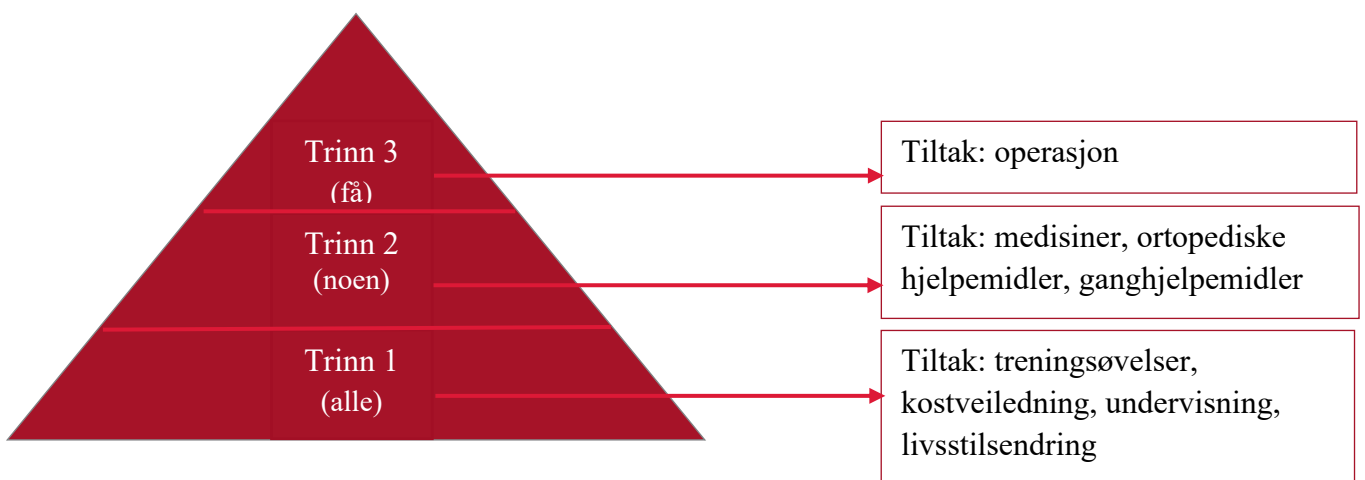 Trinn 3
(få)
Tiltak: operasjon
Trinn 2
(noen)
Tiltak: medisiner, ortopediske
hjelpemidler, ganghjelpemidler
Trinn 1
(alle)
Tiltak: treningsøvelser,
kostveiledning, undervisning,
livsstilsendring